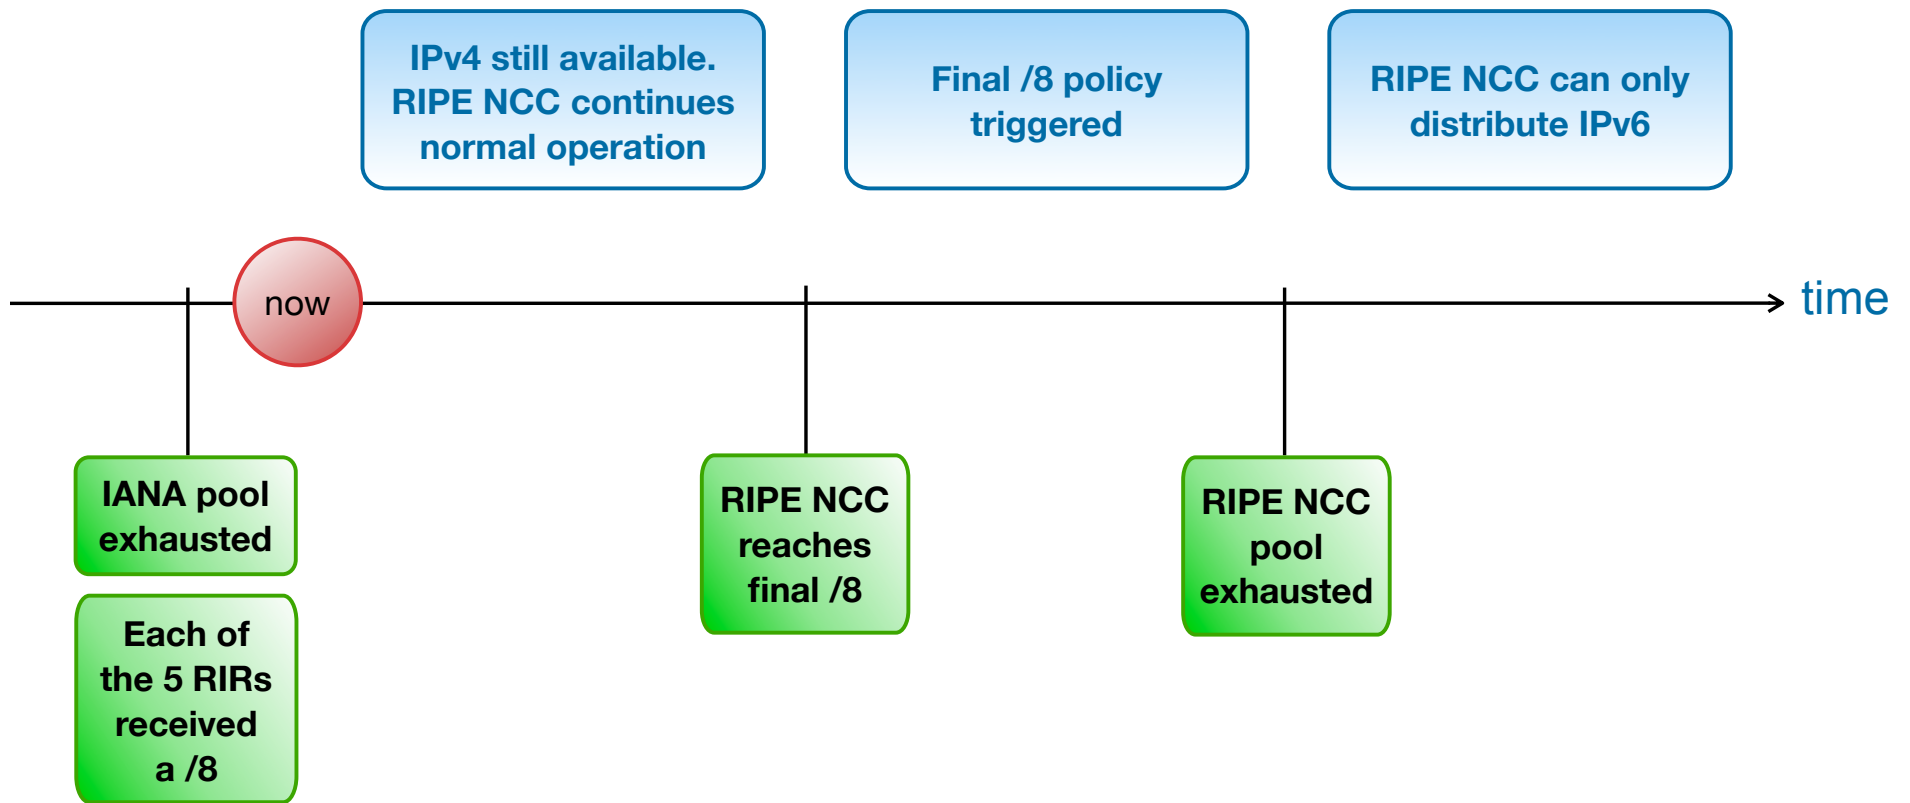 IPv4 still available.
RIPE NCC continues
normal operation
Final /8 policy
triggered
RIPE NCC can only
distribute IPv6
now
time
IANA pool
exhausted
Each of
the 5 RIRs
received
a /8
RIPE NCC
reaches
final /8
RIPE NCC
pool
exhausted